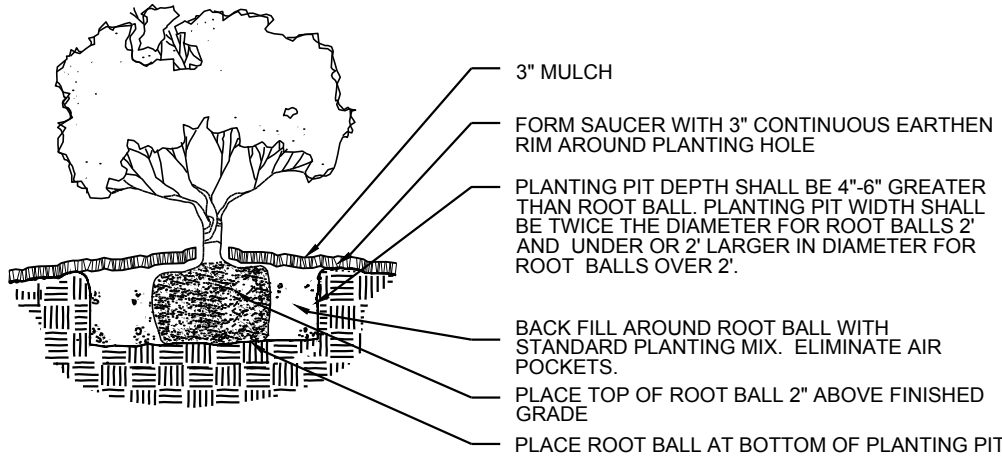 3" MULCH
FORM SAUCER WITH 3" CONTINUOUS EARTHEN
RIM AROUND PLANTING HOLE
PLANTING PIT DEPTH SHALL BE 4"-6" GREATER
THAN ROOT BALL. PLANTING PIT WIDTH SHALL
BE TWICE THE DIAMETER FOR ROOT BALLS 2'
AND UNDER OR 2' LARGER IN DIAMETER FOR
ROOT BALLS OVER 2'.
BACK FILL AROUND ROOT BALL WITH
STANDARD PLANTING MIX. ELIMINATE AIR
POCKETS.
PLACE TOP OF ROOT BALL 2" ABOVE FINISHED
GRADE
PLACE ROOT BALL AT BOTTOM OF PLANTING PIT